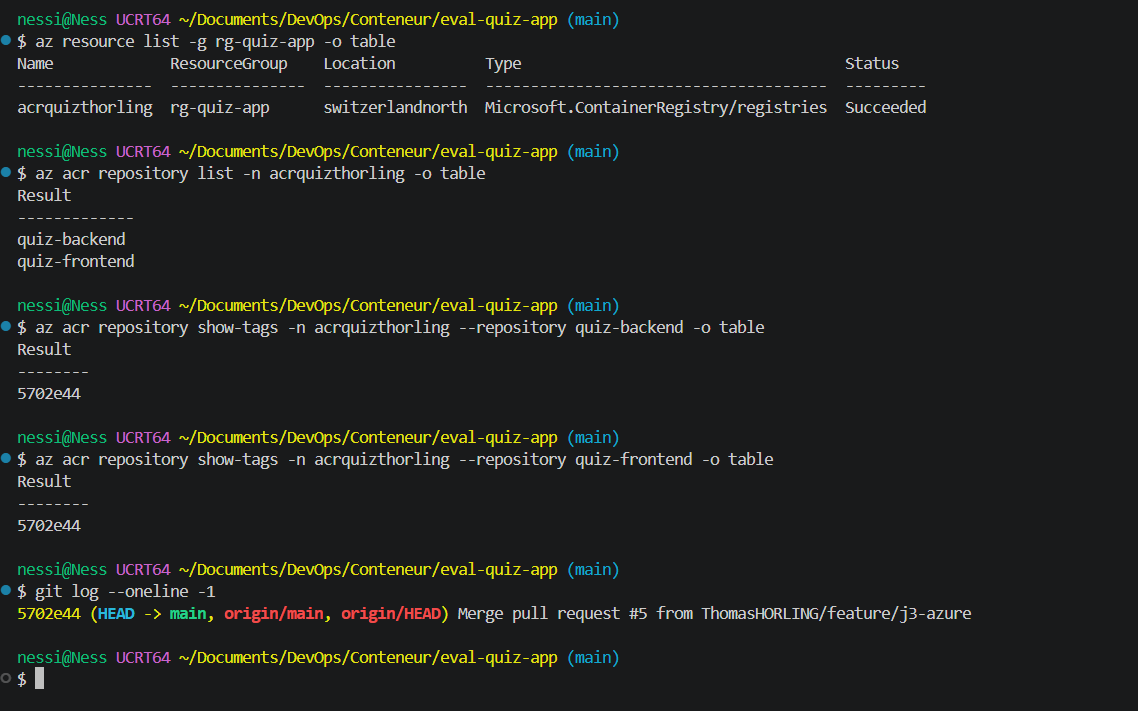 nessi@Ness UCRT64 ~/Documents/DevOps/Conteneur/eval-quiz-app (main)
$ az resource list -g rg-quiz-app -o table
Name             ResourceGroup    Location          Type                                    Status
---------------  ---------------  ----------------  --------------------------------------  ---------
acrquizthorling  rg-quiz-app      switzerlandnorth  Microsoft.ContainerRegistry/registries  Succeeded

nessi@Ness UCRT64 ~/Documents/DevOps/Conteneur/eval-quiz-app (main)
$ az acr repository list -n acrquizthorling -o table
Result
-------------
quiz-backend
quiz-frontend

nessi@Ness UCRT64 ~/Documents/DevOps/Conteneur/eval-quiz-app (main)
$ az acr repository show-tags -n acrquizthorling --repository quiz-backend -o table
Result
--------
5702e44

nessi@Ness UCRT64 ~/Documents/DevOps/Conteneur/eval-quiz-app (main)
$ az acr repository show-tags -n acrquizthorling --repository quiz-frontend -o table
Result
--------
5702e44

nessi@Ness UCRT64 ~/Documents/DevOps/Conteneur/eval-quiz-app (main)
$ git log --oneline -1
5702e44 (HEAD -> main, origin/main, origin/HEAD) Merge pull request #5 from ThomasHORLING/feature/j3-azure

nessi@Ness UCRT64 ~/Documents/DevOps/Conteneur/eval-quiz-app (main)
$